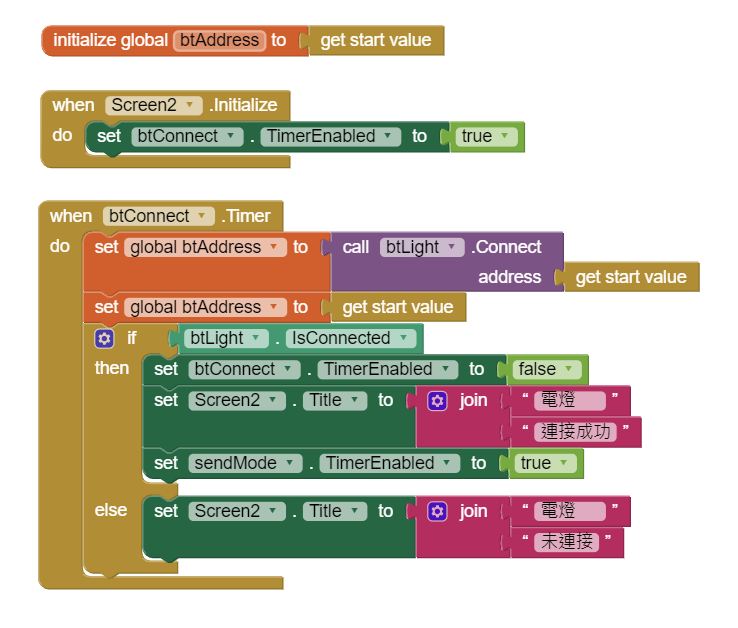 initialize global btAddress to get start value
when Screen2 .Initialize
do set btConnect . TimerEnabled to true
when btConnect .Timer
do set global btAddress to call btLight .Connect
address get start value
set global btAddress to get start value
if btLight . IsConnected
then set btConnect . TimerEnabled to false
set Screen2 . Title to join “ 電燈 ”
“ 連接成功 ”
set sendMode . TimerEnabled to true
else set Screen2 . Title to join “ 電燈 ”
“ 未連接 ”